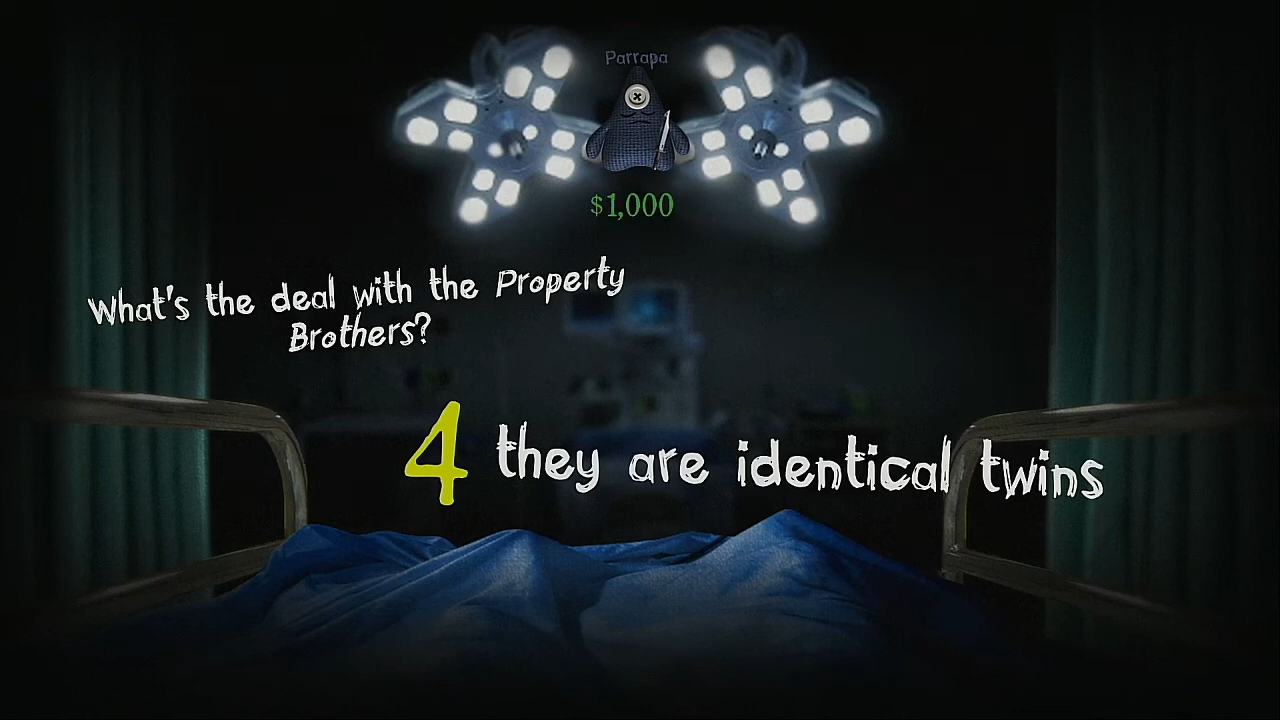 Parrapa
$1,000
What's the deal with the Property
Brothers?
4 they are identical twins